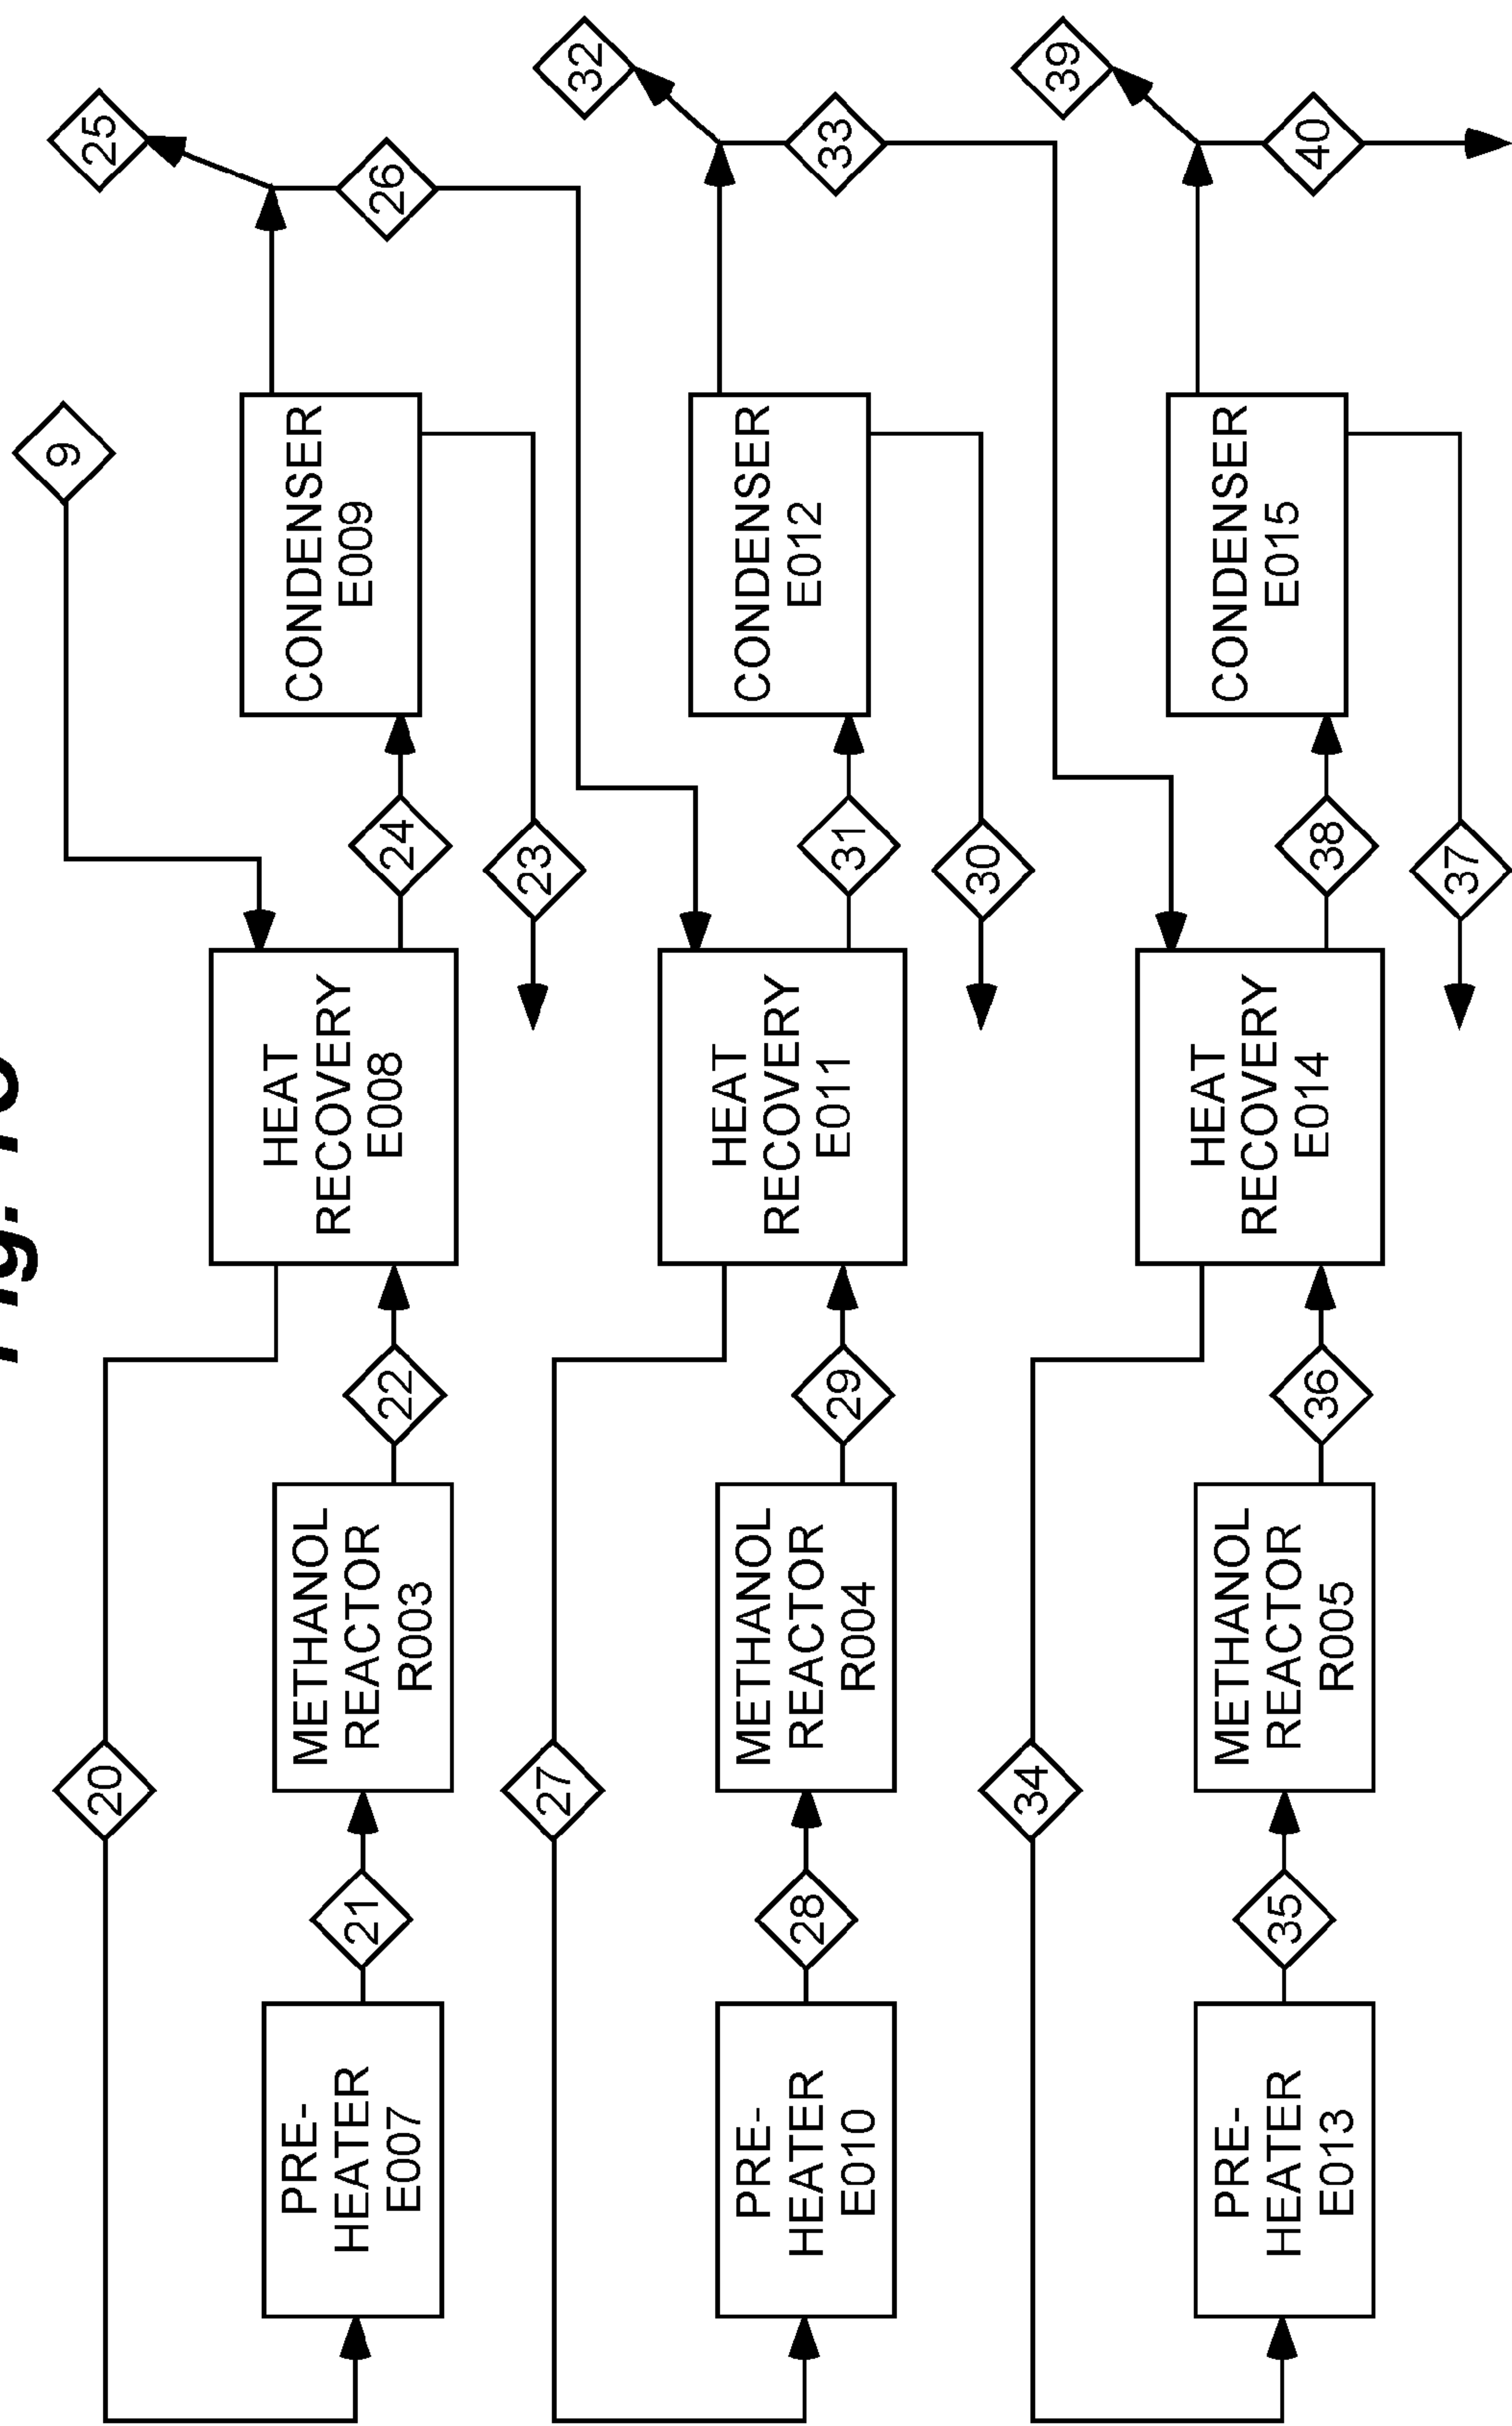 9
25
20
26
PRE-
HEATER
E007
21
METHANOL
REACTOR
R003
22
HEAT
RECOVERY
E008
24
CONDENSER
E009
23
32
27
33
PRE-
HEATER
E010
28
METHANOL
REACTOR
R004
29
HEAT
RECOVERY
E011
31
CONDENSER
E012
30
39
34
40
PRE-
HEATER
E013
35
METHANOL
REACTOR
R005
36
HEAT
RECOVERY
E014
38
CONDENSER
E015
37